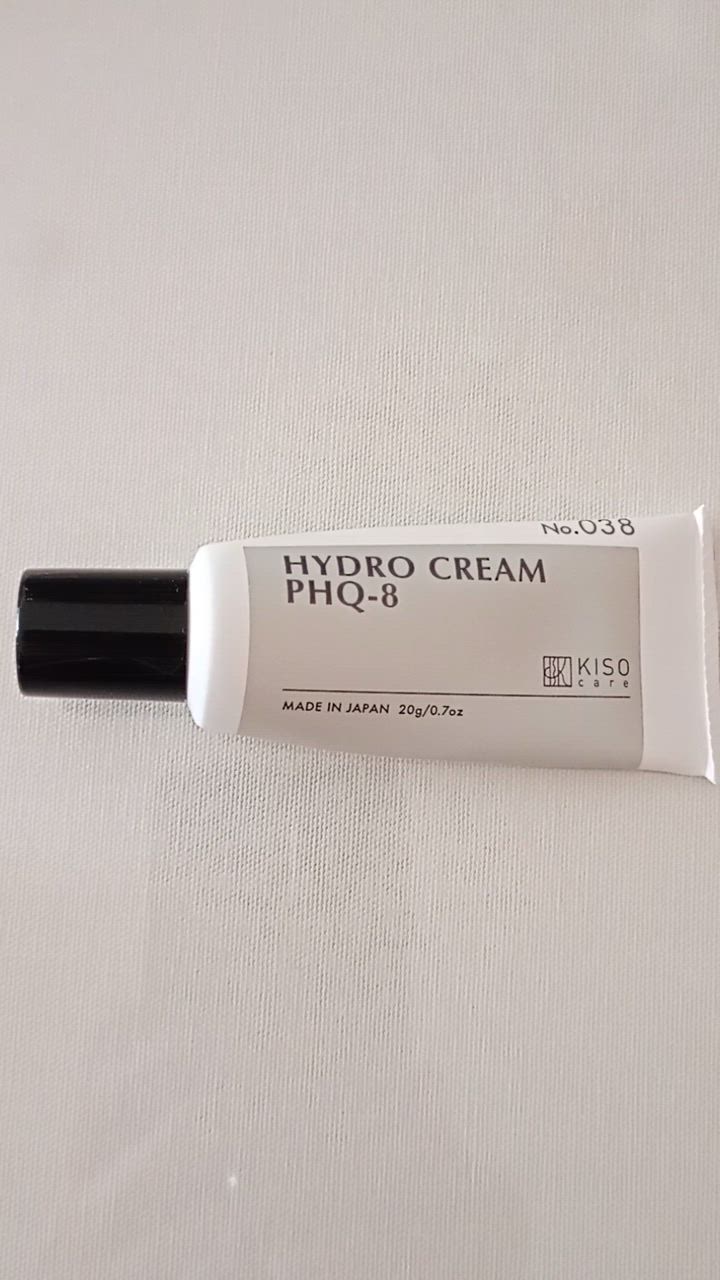 No.038
HYDRO CREAM
PHQ-8
KISO
care
MADE IN JAPAN 20g/0.7oz